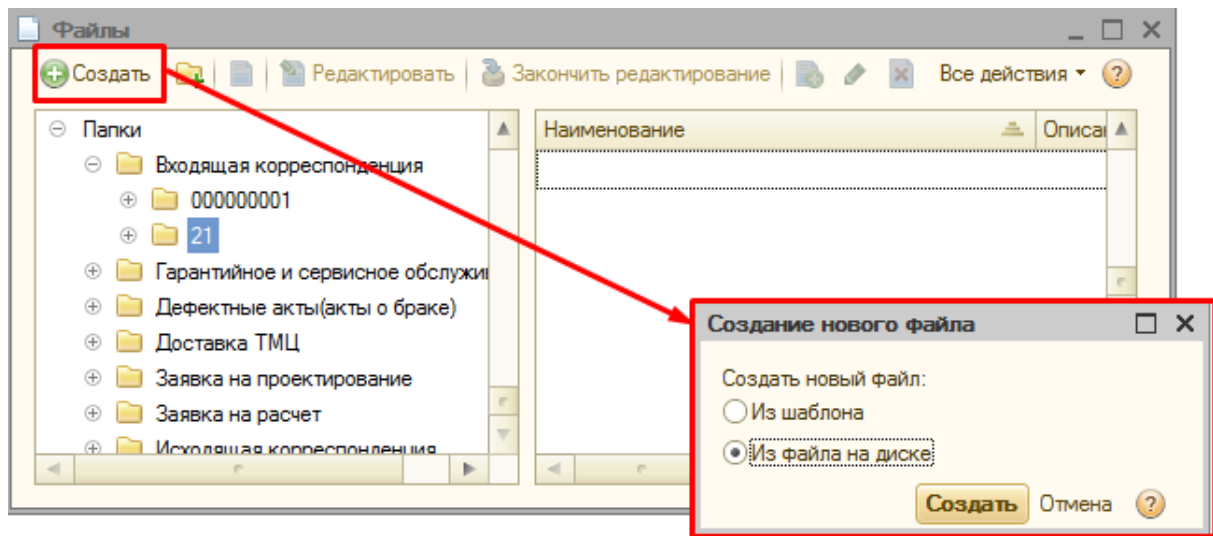 Файлы
Создать Редактировать Закончить редактирование Все действия
Папки
Входящая корреспонденция
000000001
21
Гарантийное и сервисное обслужи
Дефектные акты(акты о браке)
Доставка ТМЦ
Заявка на проектирование
Заявка на расчет
Исходящая корреспонденция
Наименование Описа
Создание нового файла
Создать новый файл:
Из шаблона
Из файла на диске
Создать Отмена ?